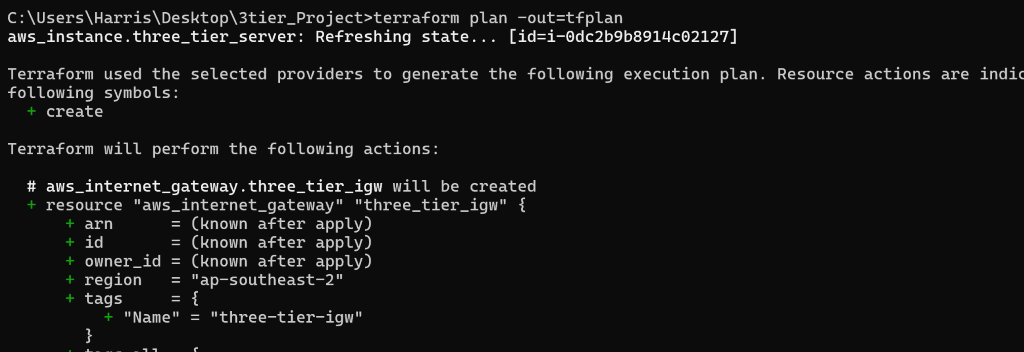 C:\Users\Harris\Desktop\3tier_Project>terraform plan -out=tfplan
aws_instance.three_tier_server: Refreshing state... [id=i-0dc2b9b8914c02127]
Terraform used the selected providers to generate the following execution plan. Resource actions are indic
following symbols:
+ create
Terraform will perform the following actions:
# aws_internet_gateway.three_tier_igw will be created
+ resource "aws_internet_gateway" "three_tier_igw" {
+ arn      = (known after apply)
+ id       = (known after apply)
+ owner_id = (known after apply)
+ region   = "ap-southeast-2"
+ tags     = {
+ "Name" = "three-tier-igw"
}